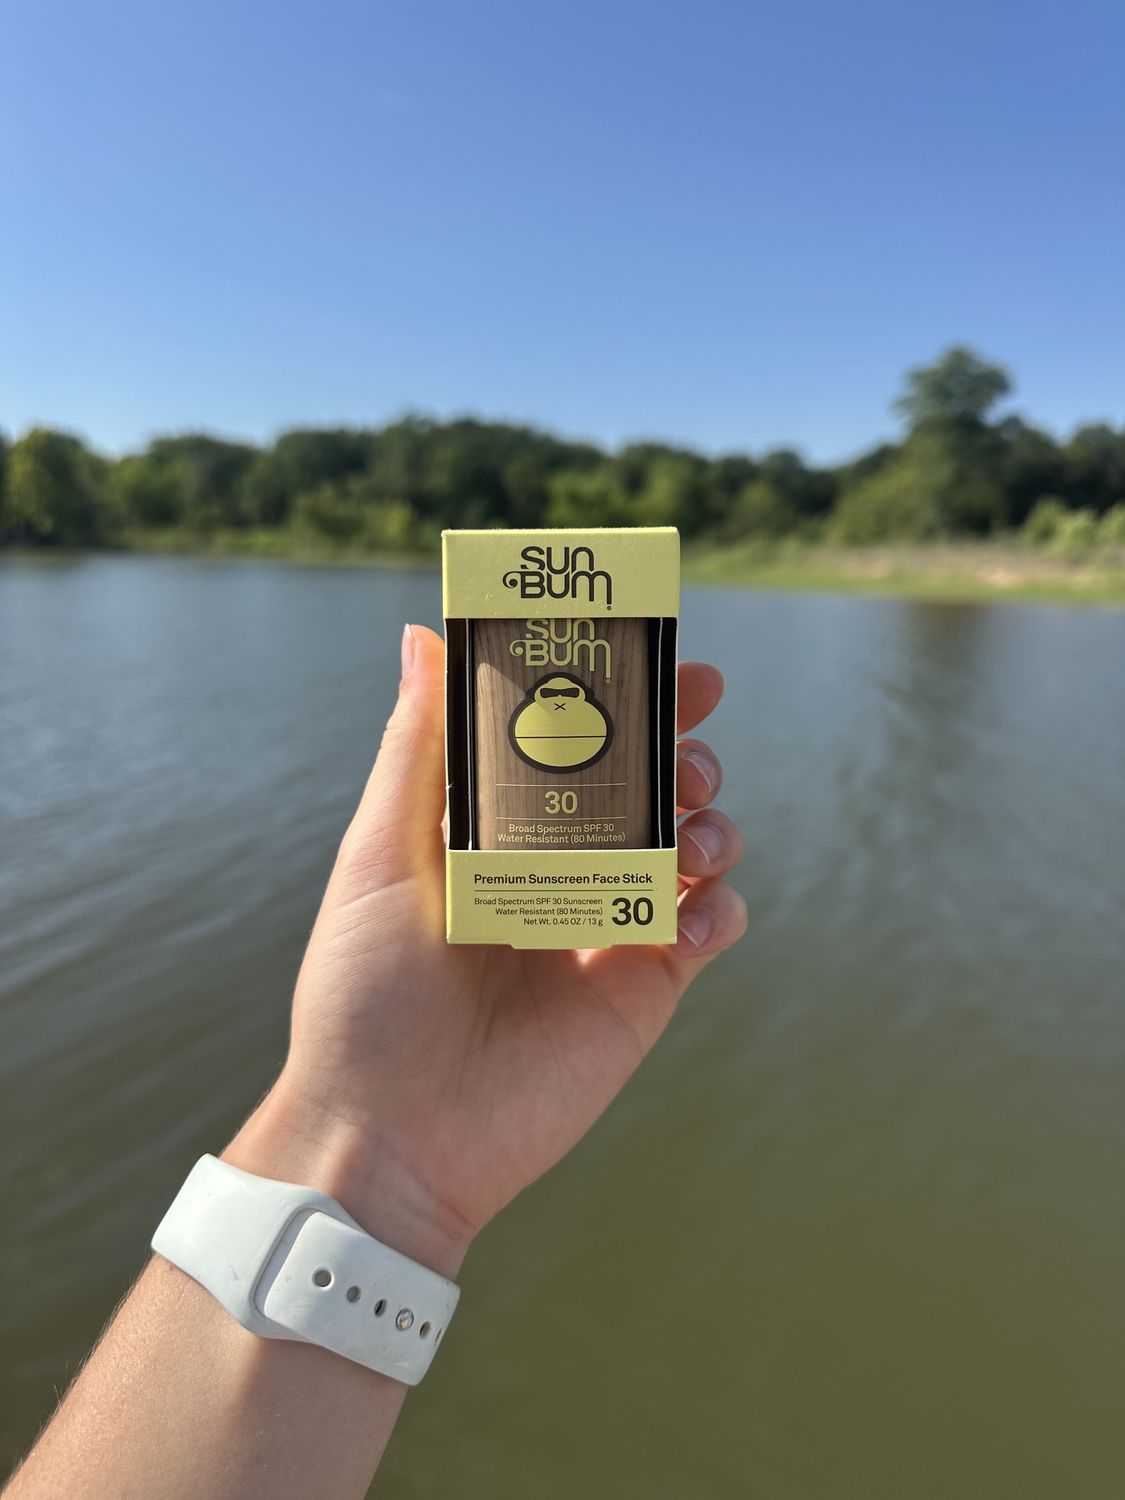 SUN
BUM
SUN
BUM
30
Broad Spectrum SPF 30
Water Resistant (80 Minutes)
Premium Sunscreen Face Stick
Broad Spectrum SPF 30 Sunscreen
Water Resistant (80 Minutes)
Net Wt. 0.45 OZ / 13 g
30